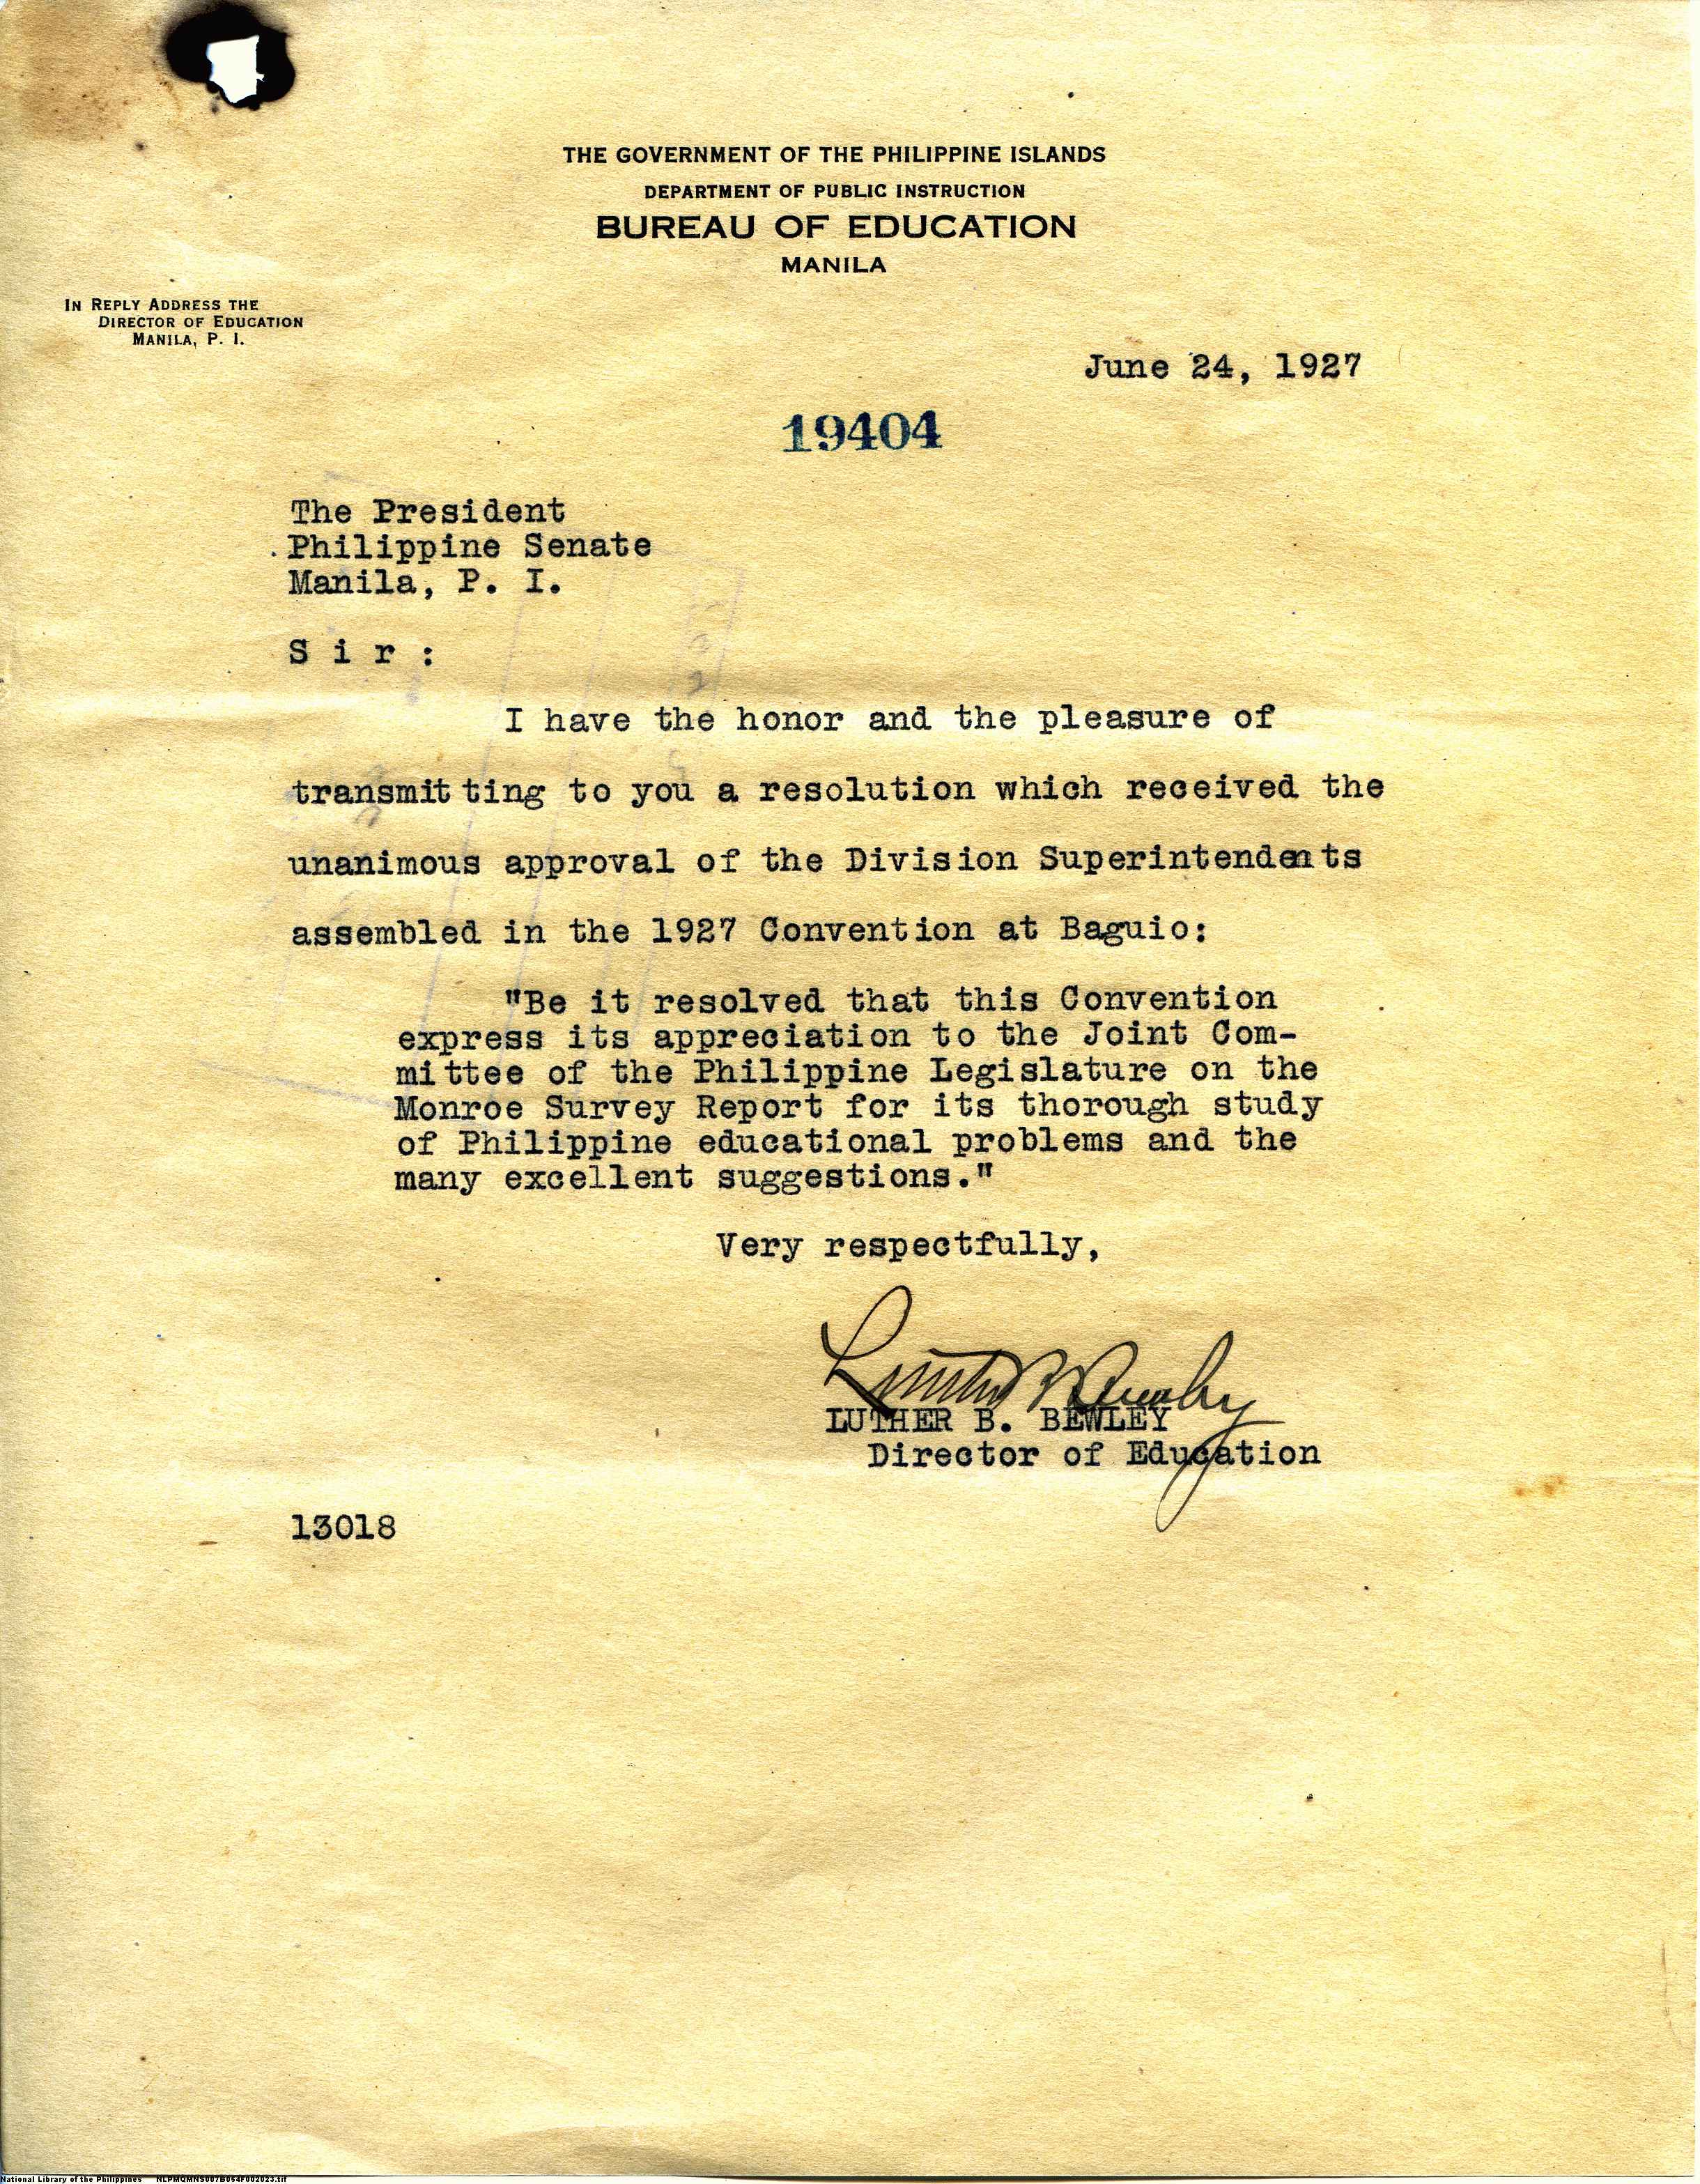 THE GOVERNMENT OF THE PHILIPPINE ISLANDS
DEPARTMENT OF PUBLIC INSTRUCTION
BUREAU OF EDUCATION
MANILA
IN REPLY ADDRESS THE
DIRECTOR OF EDUCATION
MANILA, P. I.
June 24, 1927
19404
The President
Philippine Senate
Manila, P. I.
S i r :
I have the honor and the pleasure of
transmitting to you a resolution which received the
unanimous approval of the Division Superintendents
assembled in the 1927 Convention at Baguio:
"Be it resolved that this Convention
express its appreciation to the Joint Com-
mittee of the Philippine Legislature on the
Monroe Survey Report for its thorough study
of Philippine educational problems and the
many excellent suggestions."
Very respectfully,
Luther B Bewley
LUTHER B. BEWLEY
Director of Education
13018
National Library of the Philippines